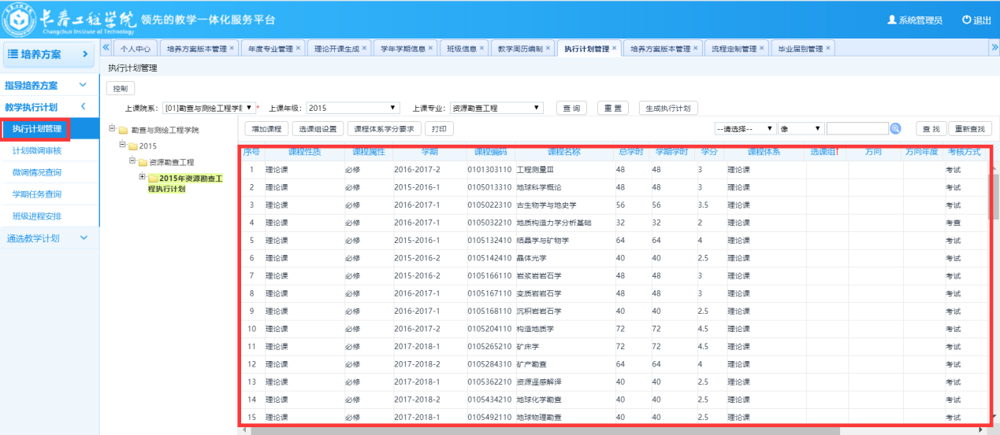 长春工程学院 领先的教学一体化服务平台 系统管理员 退出
Changchun Institute of Technology
培养方案 个人中心 培养方案版本管理 × 年度专业管理 × 理论开课生成 × 学年学期信息 × 班级信息 × 教学周历编制 × 执行计划管理 × 培养方案版本管理 × 流程定制管理 × 毕业届别管理 ×
执行计划管理
指导培养方案
教学执行计划
执行计划管理
计划微调审核
微调情况查询
学期任务查询
班级进程安排
通选教学计划
控制
上课院系: [01]勘查与测绘工程学 * 上课年级: 2015 上课专业: 资源勘查工程 查询 重置 生成执行计划
勘查与测绘工程学院
2015
资源勘查工程
2015年资源勘查工
程执行计划
增加课程 选课组设置 课程体系学分要求 打印 --请选择-- 像 查找 重新查找
序号 课程性质 课程属性 学期 课程编码 课程名称 总学时 学期学时 学分 课程体系 选课组 方向 方向年度 考核方式
1 理论课 必修 2016-2017-2 0101303110 工程测量Ⅲ 48 48 3 理论课 考试
2 理论课 必修 2015-2016-1 0105013310 地球科学概论 48 48 3 理论课 考试
3 理论课 必修 2016-2017-1 0105022310 古生物学与地史学 56 56 3.5 理论课 考试
4 理论课 必修 2016-2017-1 0105032210 地质构造力学分析基础 32 32 2 理论课 考查
5 理论课 必修 2015-2016-1 0105132410 结晶学与矿物学 64 64 4 理论课 考试
6 理论课 必修 2015-2016-2 0105142410 晶体光学 40 40 2.5 理论课 考试
7 理论课 必修 2015-2016-2 0105166110 岩浆岩岩石学 48 48 3 理论课 考试
8 理论课 必修 2016-2017-1 0105167110 变质岩岩石学 48 48 3 理论课 考试
9 理论课 必修 2016-2017-1 0105168110 沉积岩岩石学 40 40 2.5 理论课 考试
10 理论课 必修 2016-2017-2 0105204110 构造地质学 72 72 4.5 理论课 考试
11 理论课 必修 2017-2018-1 0105265210 矿床学 72 72 4.5 理论课 考试
12 理论课 必修 2017-2018-2 0105284310 矿产勘查 64 64 4 理论课 考试
13 理论课 必修 2017-2018-1 0105362210 资源遥感解译 40 40 2.5 理论课 考试
14 理论课 必修 2017-2018-2 0105434210 地球化学勘查 40 40 2.5 理论课 考试
15 理论课 必修 2017-2018-1 0105492110 地球物理勘查 40 40 2.5 理论课 考试